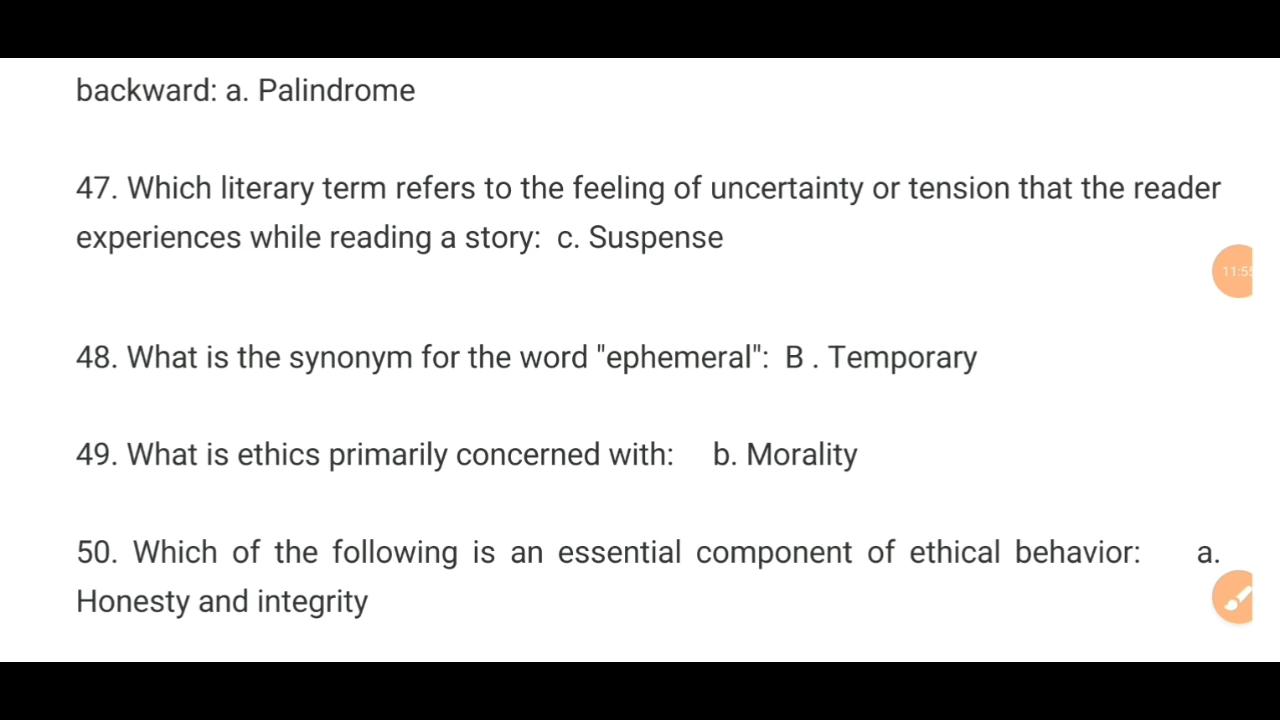 backward: a. Palindrome
47. Which literary term refers to the feeling of uncertainty or tension that the reader
experiences while reading a story: c. Suspense
11:55
48. What is the synonym for the word "ephemeral": B . Temporary
49. What is ethics primarily concerned with: b. Morality
50. Which of the following is an essential component of ethical behavior: a.
Honesty and integrity